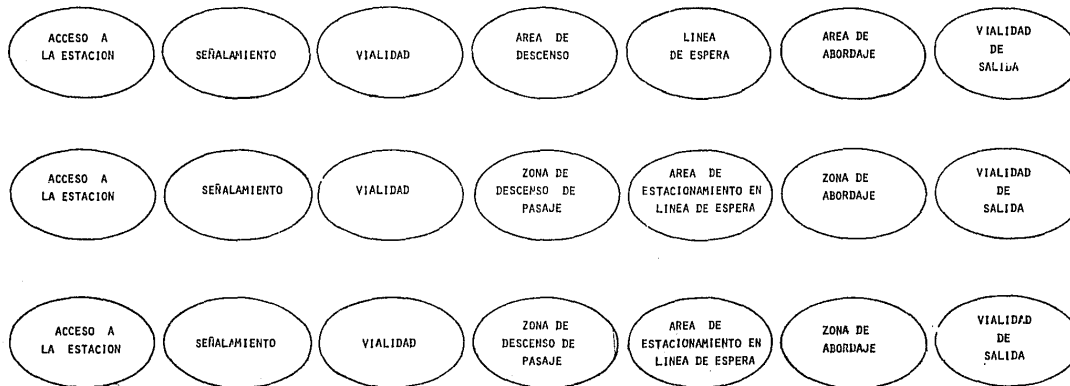 ACCESO A
LA ESTACION
SEÑALAMIENTO
VIALIDAD
AREA DE
DESCENSO
LINEA
DE ESPERA
AREA DE
ABORDAJE
VIALIDAD
DE
SALIDA
ACCESO A
LA ESTACION
SEÑALAMIENTO
VIALIDAD
ZONA DE
DESCENSO DE
PASAJE
AREA DE
ESTACIONAMIENTO EN
LINEA DE ESPERA
ZONA DE
ABORDAJE
VIALIDAD
DE
SALIDA
ACCESO A
LA ESTACION
SEÑALAMIENTO
VIALIDAD
ZONA DE
DESCENSO DE
PASAJE
AREA DE
ESTACIONAMIENTO EN
LINEA DE ESPERA
ZONA DE
ABORDAJE
VIALIDAD
DE
SALIDA